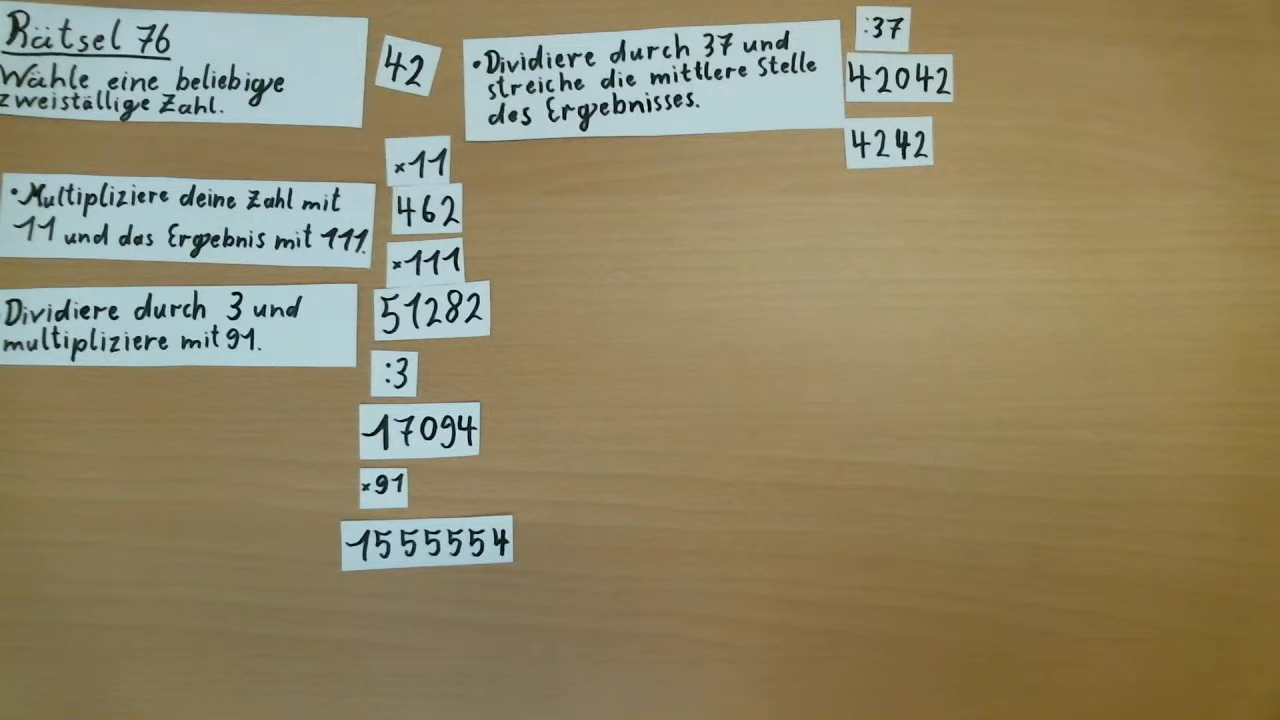 Rätsel 76
Wähle eine beliebige
zweiställige Zahl.
42
×11
•Multipliziere deine Zahl mit
11 und das Ergebnis mit 111.
462
×111
Dividiere durch 3 und
multipliziere mit 91.
51282
:3
17094
×91
1555554
•Dividiere durch 37 und
streiche die mittlere Stelle
des Ergebnisses.
:37
42042
4242